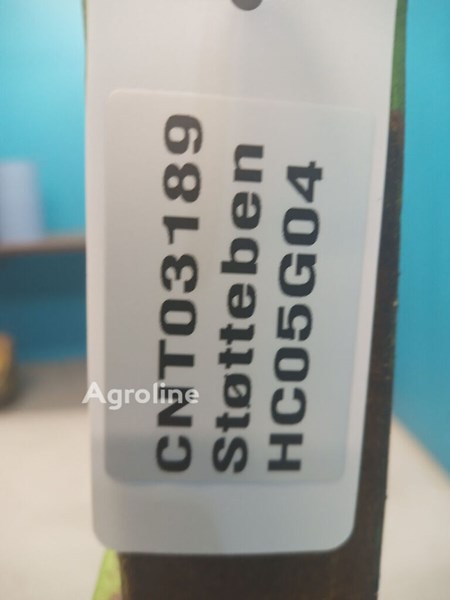 CNT03189
Støtteben
HC05G04
Agroline